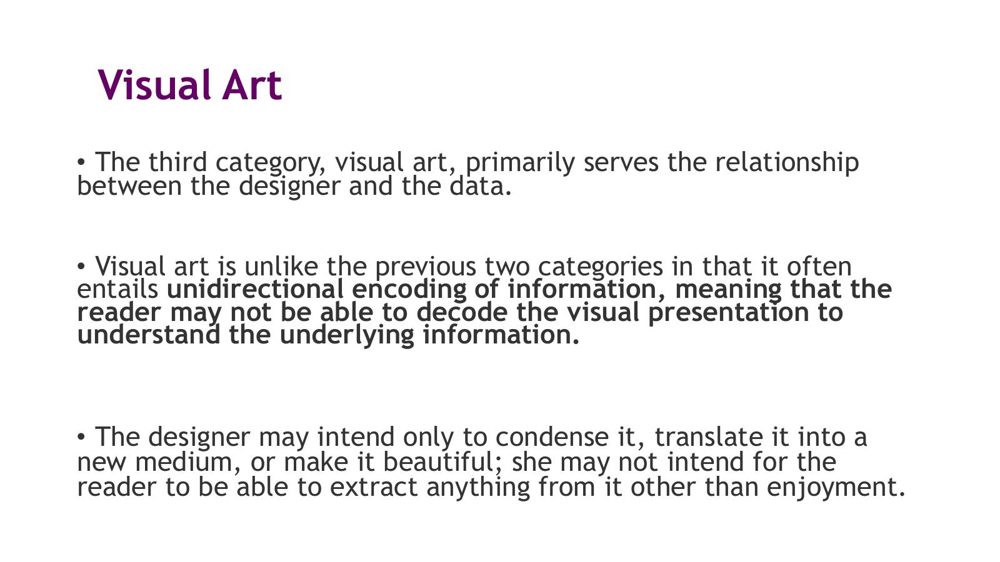 Visual Art
• The third category, visual art, primarily serves the relationship
between the designer and the data.
• Visual art is unlike the previous two categories in that it often
entails unidirectional encoding of information, meaning that the
reader may not be able to decode the visual presentation to
understand the underlying information.
• The designer may intend only to condense it, translate it into a
new medium, or make it beautiful; she may not intend for the
reader to be able to extract anything from it other than enjoyment.